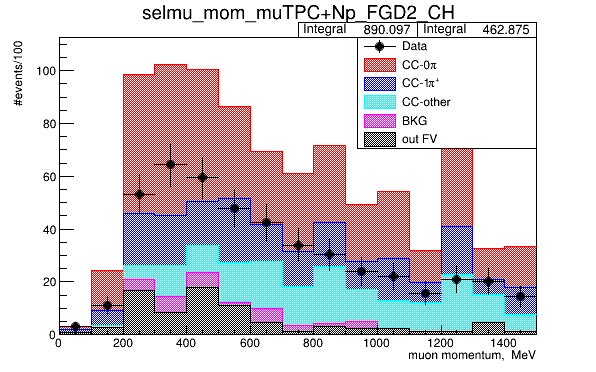 selmu_mom_muTPC+Np_FGD2_CH
Integral 890.097 Integral 462.875
Data
CC-0π
CC-1π⁺
CC-other
BKG
out FV
#events/100
100
80
60
40
20
0
0 200 400 600 800 1000 1200 1400
muon momentum, MeV